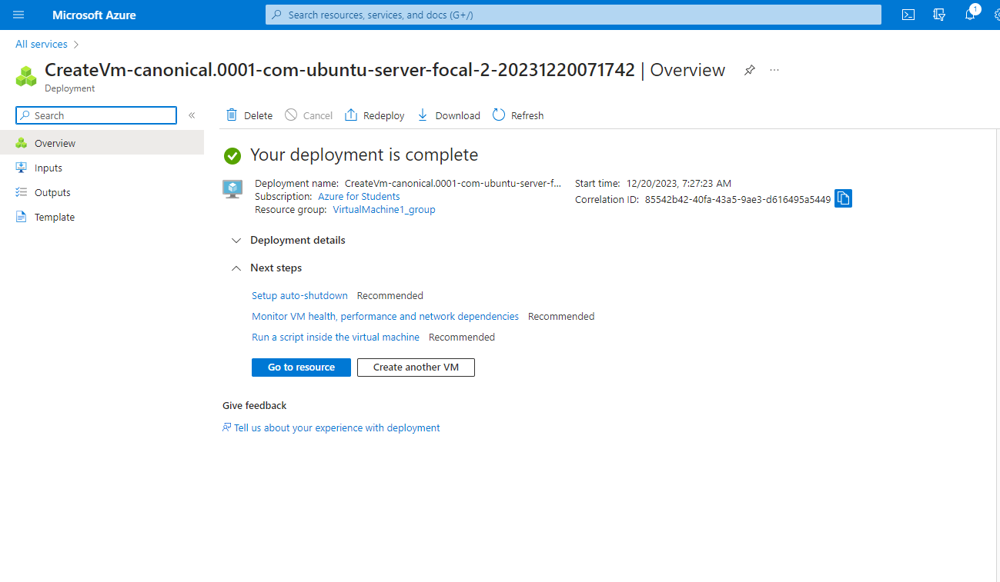 Microsoft Azure
Search resources, services, and docs (G+/)
1
All services
CreateVm-canonical.0001-com-ubuntu-server-focal-2-20231220071742 | Overview
Deployment
Search
Delete
Cancel
Redeploy
Download
Refresh
Overview
Inputs
Outputs
Template
Your deployment is complete
Deployment name: CreateVm-canonical.0001-com-ubuntu-server-f...
Subscription: Azure for Students
Resource group: VirtualMachine1_group
Start time: 12/20/2023, 7:27:23 AM
Correlation ID: 85542b42-40fa-43a5-9ae3-d616495a5449
Deployment details
Next steps
Setup auto-shutdown Recommended
Monitor VM health, performance and network dependencies Recommended
Run a script inside the virtual machine Recommended
Go to resource
Create another VM
Give feedback
Tell us about your experience with deployment